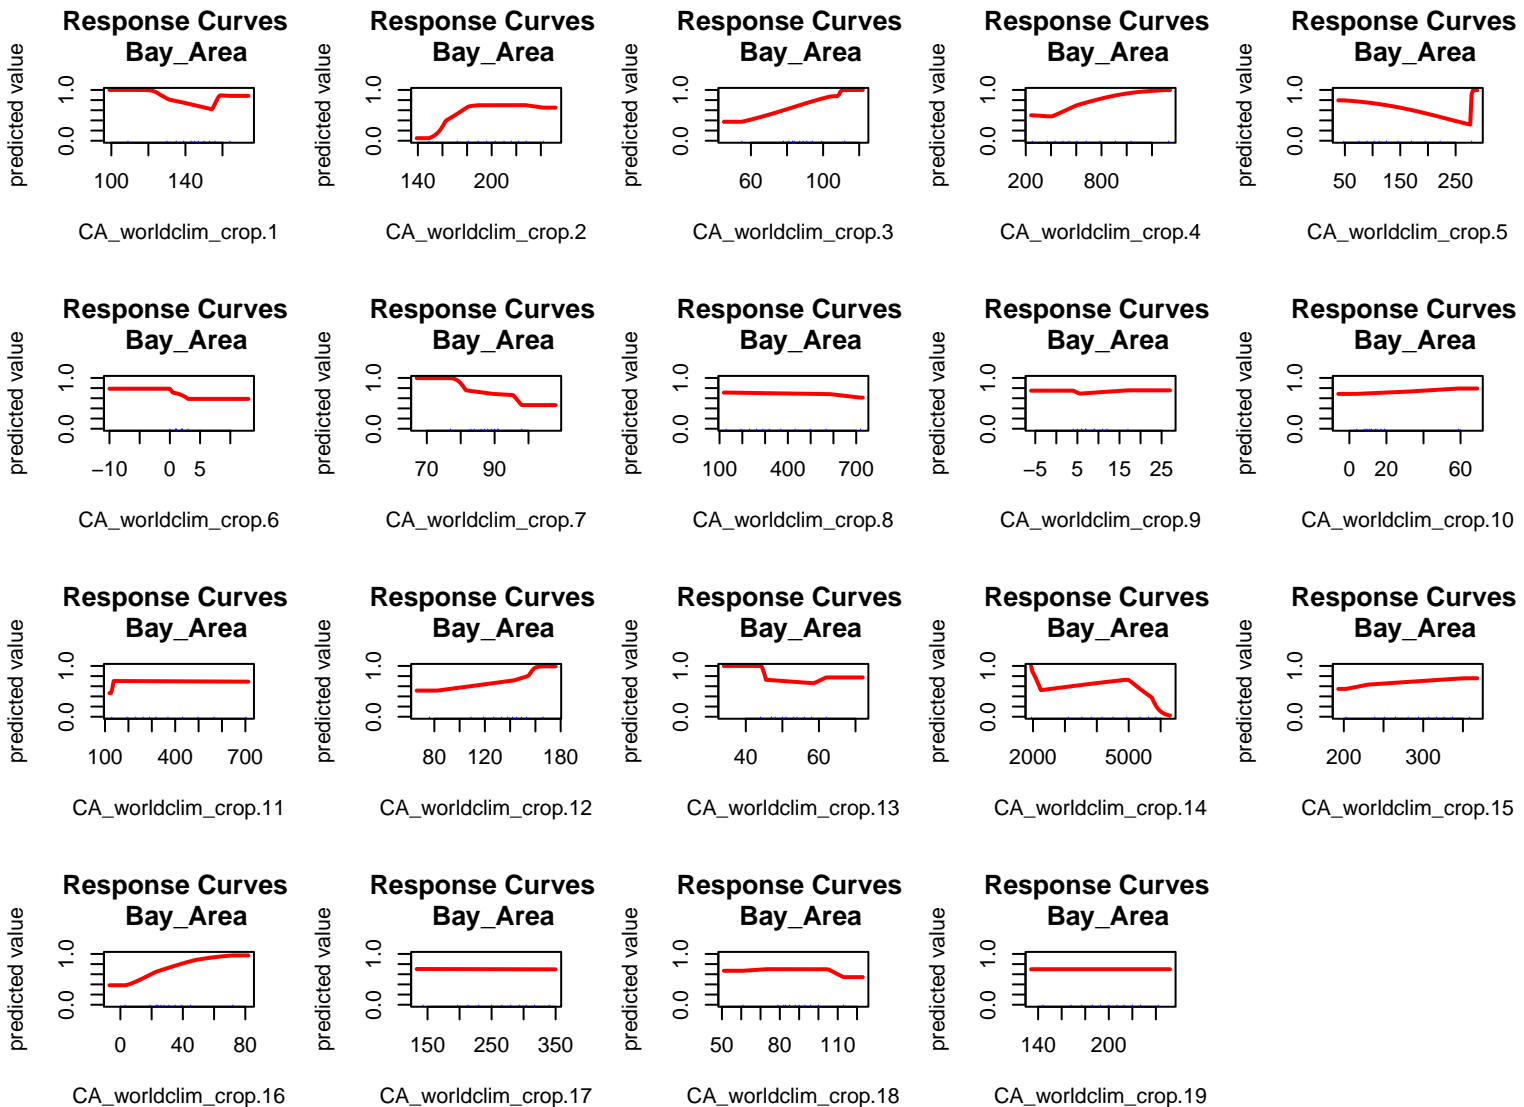 Response Curves
Bay_Area
predicted value
0.0 1.0
100 140
CA_worldclim_crop.1
Response Curves
Bay_Area
predicted value
0.0 1.0
140 200
CA_worldclim_crop.2
Response Curves
Bay_Area
predicted value
0.0 1.0
60 100
CA_worldclim_crop.3
Response Curves
Bay_Area
predicted value
0.0 1.0
200 800
CA_worldclim_crop.4
Response Curves
Bay_Area
predicted value
0.0 1.0
50 150 250
CA_worldclim_crop.5
Response Curves
Bay_Area
predicted value
0.0 1.0
−10 0 5
CA_worldclim_crop.6
Response Curves
Bay_Area
predicted value
0.0 1.0
70 90
CA_worldclim_crop.7
Response Curves
Bay_Area
predicted value
0.0 1.0
100 400 700
CA_worldclim_crop.8
Response Curves
Bay_Area
predicted value
0.0 1.0
−5 5 15 25
CA_worldclim_crop.9
Response Curves
Bay_Area
predicted value
0.0 1.0
0 20 60
CA_worldclim_crop.10
Response Curves
Bay_Area
predicted value
0.0 1.0
100 400 700
CA_worldclim_crop.11
Response Curves
Bay_Area
predicted value
0.0 1.0
80 120 180
CA_worldclim_crop.12
Response Curves
Bay_Area
predicted value
0.0 1.0
40 60
CA_worldclim_crop.13
Response Curves
Bay_Area
predicted value
0.0 1.0
2000 5000
CA_worldclim_crop.14
Response Curves
Bay_Area
predicted value
0.0 1.0
200 300
CA_worldclim_crop.15
Response Curves
Bay_Area
predicted value
0.0 1.0
0 40 80
CA_worldclim_crop.16
Response Curves
Bay_Area
predicted value
0.0 1.0
150 250 350
CA_worldclim_crop.17
Response Curves
Bay_Area
predicted value
0.0 1.0
50 80 110
CA_worldclim_crop.18
Response Curves
Bay_Area
predicted value
0.0 1.0
140 200
CA_worldclim_crop.19